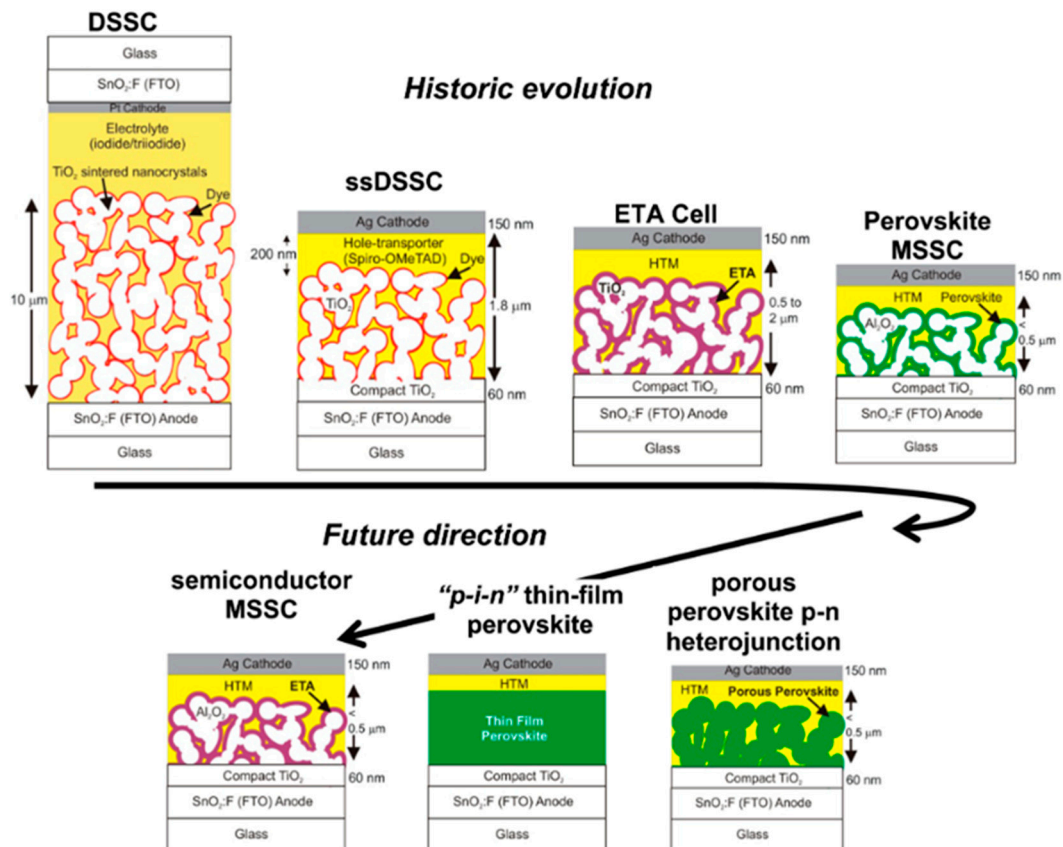 DSSC
Glass
SnO₂:F (FTO)
Pt Cathode
Electrolyte
(iodide/triiodide)
TiO₂ sintered nanocrystals
Dye
10 μm
SnO₂:F (FTO) Anode
Glass
Historic evolution
ssDSSC
Ag Cathode
150 nm
200 nm
Hole-transporter
(Spiro-OMeTAD)
Dye
TiO₂
1.8 μm
Compact TiO₂
60 nm
SnO₂:F (FTO) Anode
Glass
ETA Cell
Ag Cathode
150 nm
HTM
ETA
TiO₂
0.5 to
2 μm
Compact TiO₂
60 nm
SnO₂:F (FTO) Anode
Glass
Perovskite
MSSC
Ag Cathode
150 nm
HTM
Perovskite
Al₂O₃
<
0.5 μm
Compact TiO₂
60 nm
SnO₂:F (FTO) Anode
Glass
Future direction
semiconductor
MSSC
Ag Cathode
150 nm
HTM
ETA
Al₂O₃
<
0.5 μm
Compact TiO₂
60 nm
SnO₂:F (FTO) Anode
Glass
"p-i-n" thin-film
perovskite
Ag Cathode
HTM
Thin Film
Perovskite
Compact TiO₂
SnO₂:F (FTO) Anode
Glass
porous
perovskite p-n
heterojunction
Ag Cathode
150 nm
HTM
Porous Perovskite
<
0.5 μm
Compact TiO₂
60 nm
SnO₂:F (FTO) Anode
Glass